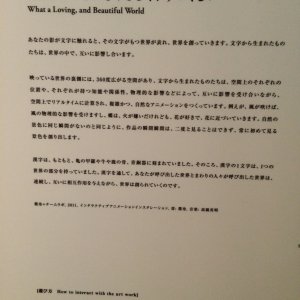 What a Loving, and Beautiful World
あなたの影が文字に触れると、その文字がもつ世界が表れ、世界を創っていきます。文字から生まれたもの
たちは、世界の中で、互いに影響し合います。
映っている世界の裏側には、360度広がる空間があり、文字から生まれたものたちは、空間上のそれぞれの
位置や、それぞれが持つ知能や関係性、物理的な影響などによって、互いに影響を受け合いながら、
空間上でリアルタイムに計算され、複雑かつ、自然なアニメーションをつくっていきます。例えば、風が吹けば、
風の物理的な影響を受けますし、蝶は、火が嫌いだけれども、花が好きで、花に近づいていきます。自然の
景色に同じ瞬間がないのと同じように、作品の瞬間瞬間は、二度と見ることはできず、常に初めて見る
景色を創り出します。
漢字は、もともと、亀の甲羅や牛や鹿の骨、青銅器に刻まれていました。そのころ、漢字の1文字は、1つの
世界の部分を持っていました。漢字を通して、あなたが呼び出した世界とまわりの人々が呼び出した世界は、
連続し、互いに相互作用を与えながら、世界は創られていくのです。
紫舟+チームラボ, 2011, インタラクティブアニメーションインスタレーション, 書: 紫舟, 音楽: 高橋英明
[遊び方 How to interact with the art work]